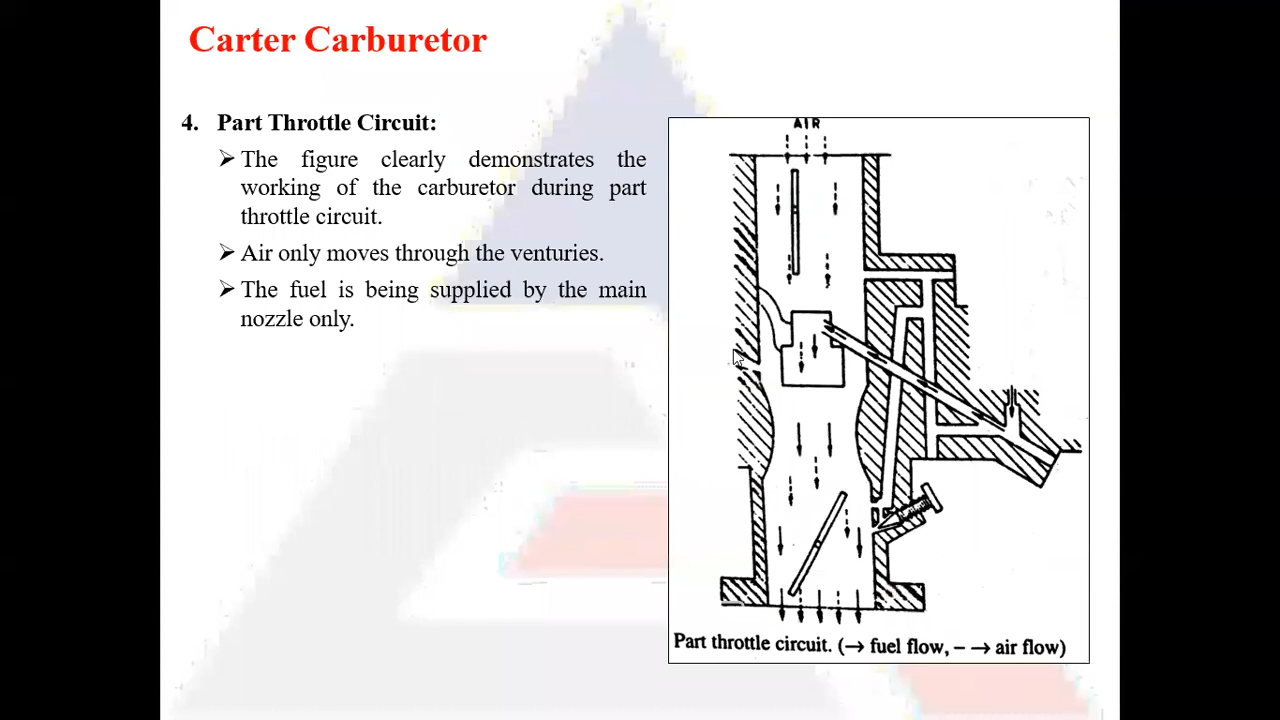 Carter Carburetor
4. Part Throttle Circuit:
➢ The figure clearly demonstrates the
working of the carburetor during part
throttle circuit.
➢ Air only moves through the venturies.
➢ The fuel is being supplied by the main
nozzle only.
AIR
Part throttle circuit. (→ fuel flow, – → air flow)